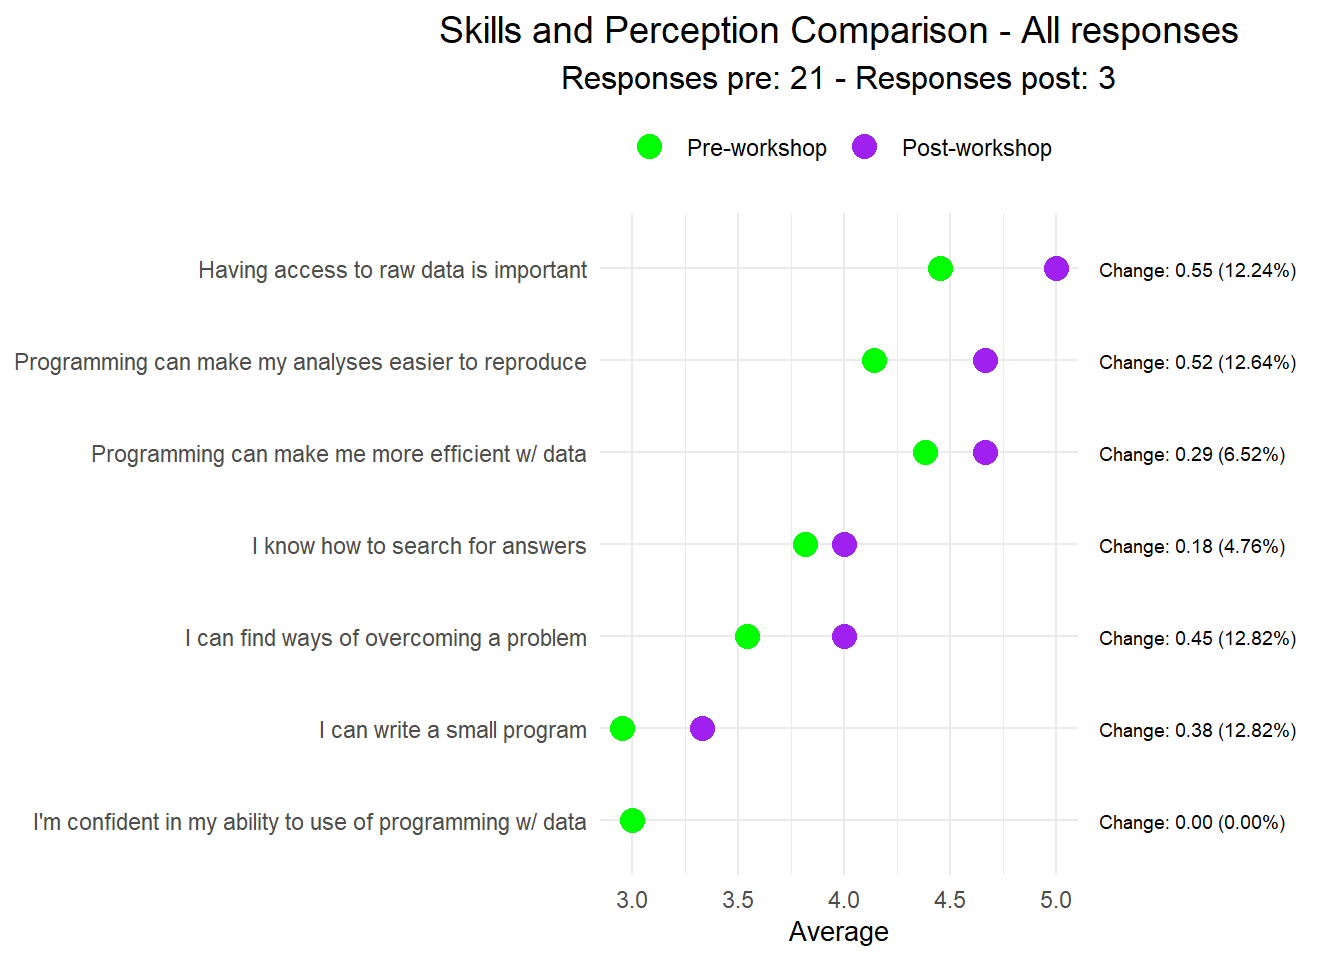 Skills and Perception Comparison - All responses
Responses pre: 21 - Responses post: 3
Pre-workshop Post-workshop
Having access to raw data is important Change: 0.55 (12.24%)
Programming can make my analyses easier to reproduce Change: 0.52 (12.64%)
Programming can make me more efficient w/ data Change: 0.29 (6.52%)
I know how to search for answers Change: 0.18 (4.76%)
I can find ways of overcoming a problem Change: 0.45 (12.82%)
I can write a small program Change: 0.38 (12.82%)
I'm confident in my ability to use of programming w/ data Change: 0.00 (0.00%)
3.0 3.5 4.0 4.5 5.0
Average